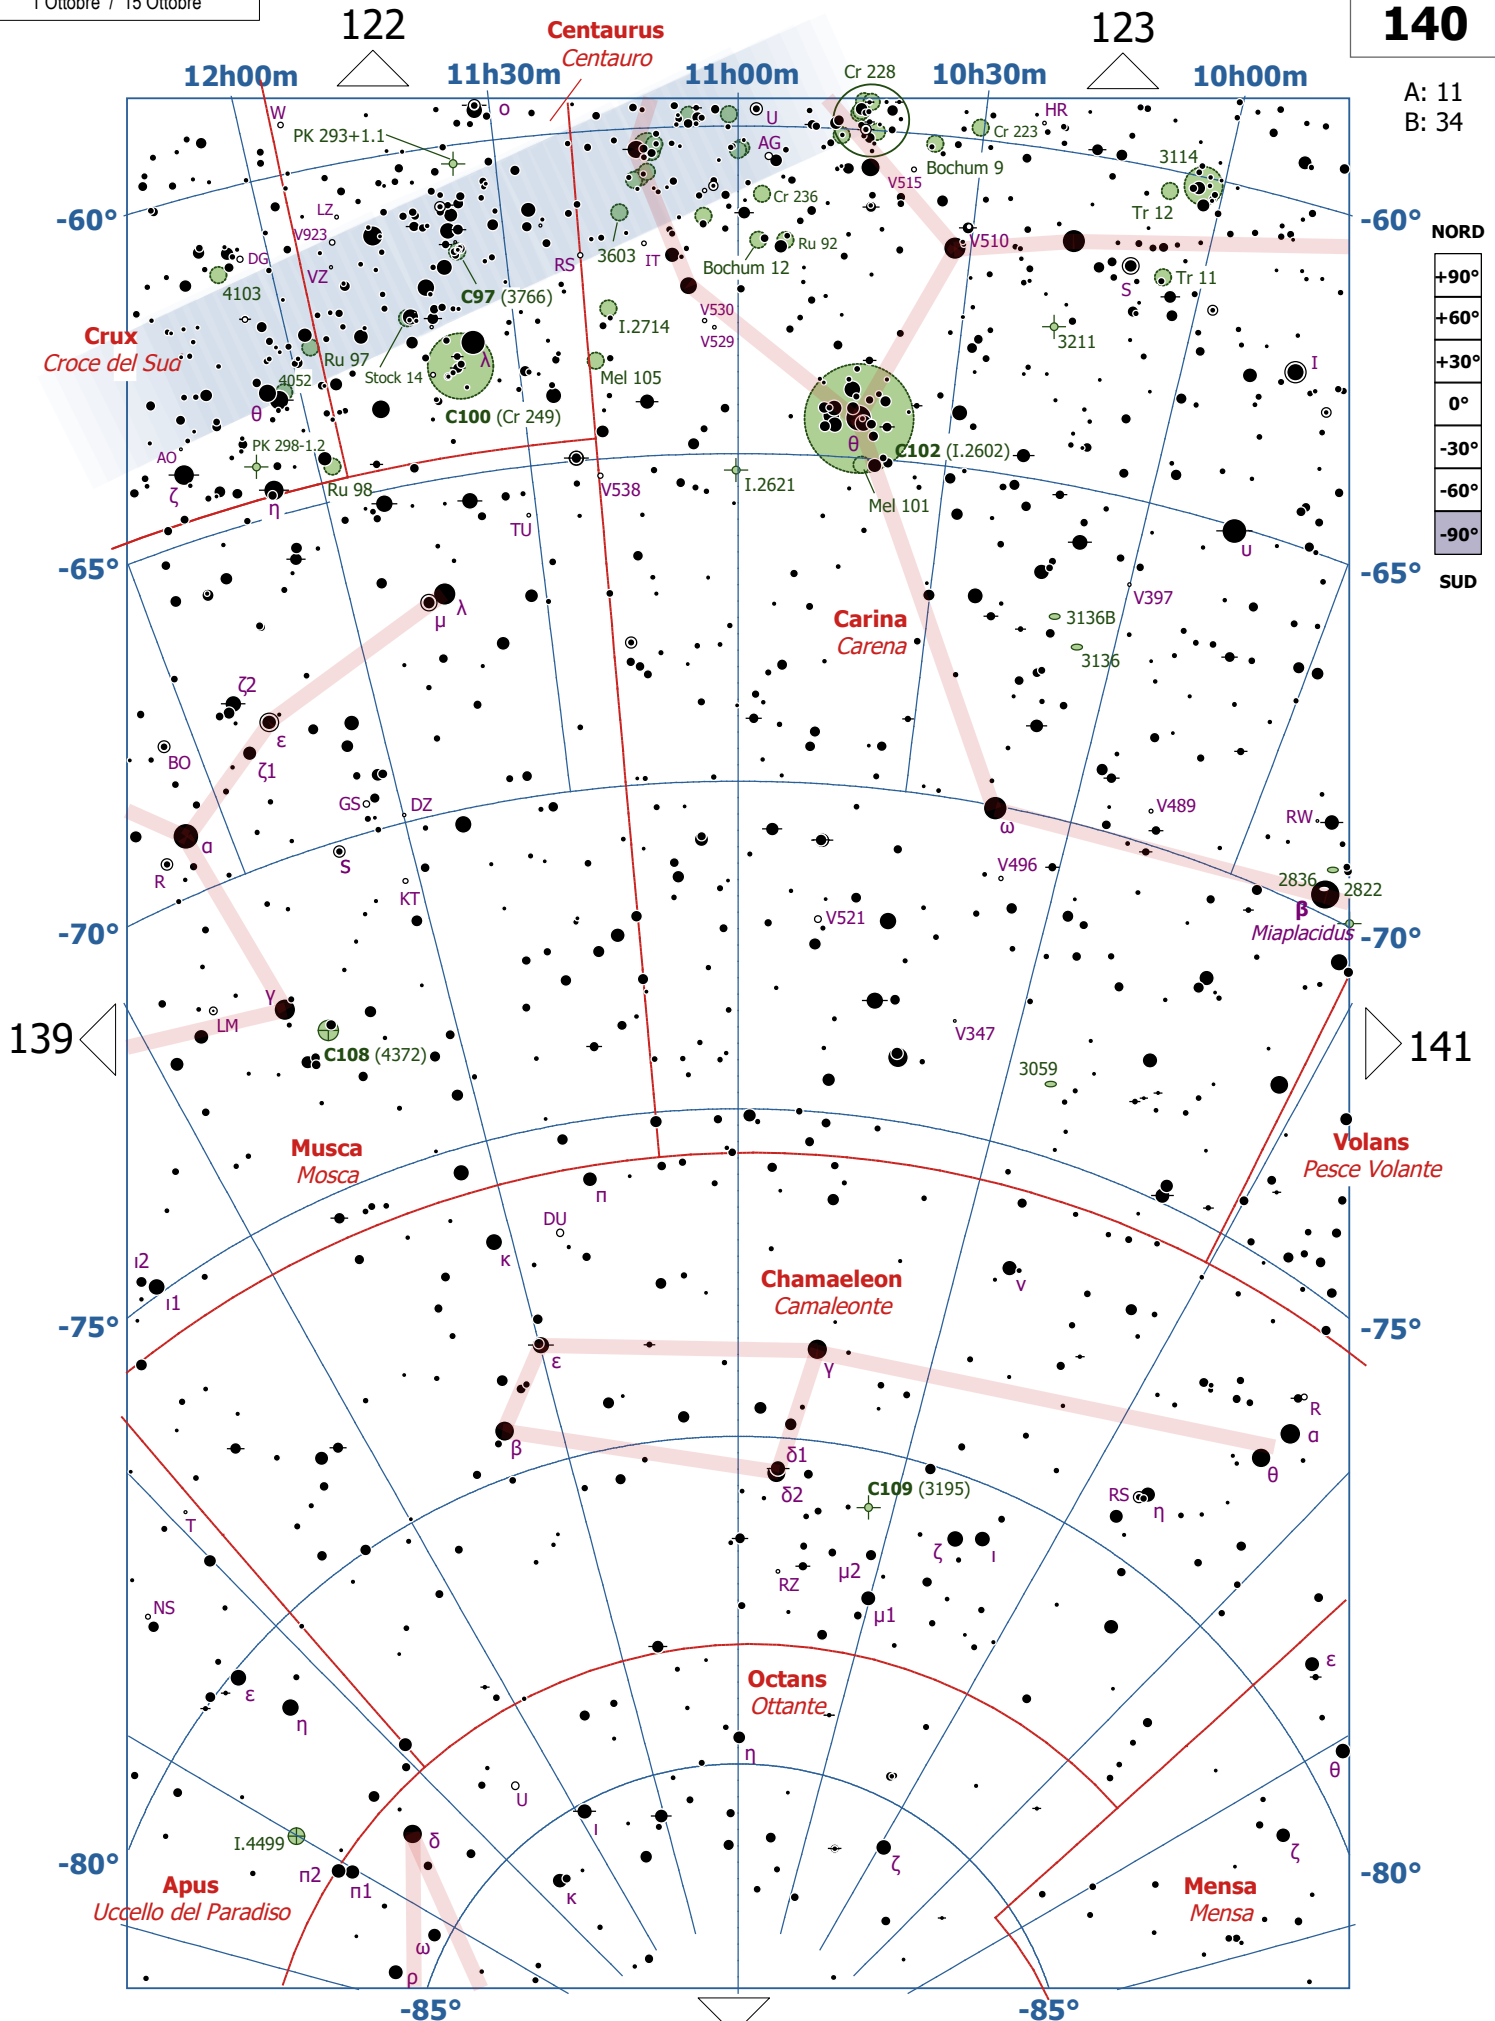 1 Ottobre / 15 Ottobre
122
Centaurus
Centauro
123
140
A: 11
B: 34
12h00m
11h30m
11h00m
Cr 228
10h30m
10h00m
W
PK 293+1.1
o
U
AG
Cr 223
HR
Bochum 9
3114
V515
Tr 12
LZ
V923
DG
VZ
4103
C97 (3766)
RS
3603
IT
Cr 236
Ru 92
Bochum 12
V510
S
Tr 11
-60°
-60°
NORD
+90°
+60°
+30°
0°
-30°
-60°
-90°
SUD
Crux
Croce del Sud
Ru 97
Stock 14
λ
I.2714
V530
V529
3211
I
4052
θ
C100 (Cr 249)
Mel 105
θ
C102 (I.2602)
AO
PK 298-1.2
ζ
η
Ru 98
V538
TU
I.2621
Mel 101
υ
-65°
-65°
λ
μ
Carina
Carena
V397
3136B
3136
ζ2
ε
ζ1
BO
GS
DZ
α
R
S
KT
ω
V489
RW
V496
V521
2836
2822
β
Miaplacidus
-70°
-70°
γ
LM
139
C108 (4372)
V347
3059
141
Musca
Mosca
Volans
Pesce Volante
π
DU
κ
ι2
ι1
Chamaeleon
Camaleonte
ν
-75°
-75°
ε
γ
R
α
β
δ1
δ2
θ
C109 (3195)
RS
η
T
ζ
ι
RZ
μ2
μ1
NS
ε
η
Octans
Ottante
ε
η
θ
U
ι
I.4499
δ
ζ
ζ
-80°
-80°
π2
π1
κ
Apus
Uccello del Paradiso
Mensa
Mensa
ω
ρ
-85°
-85°